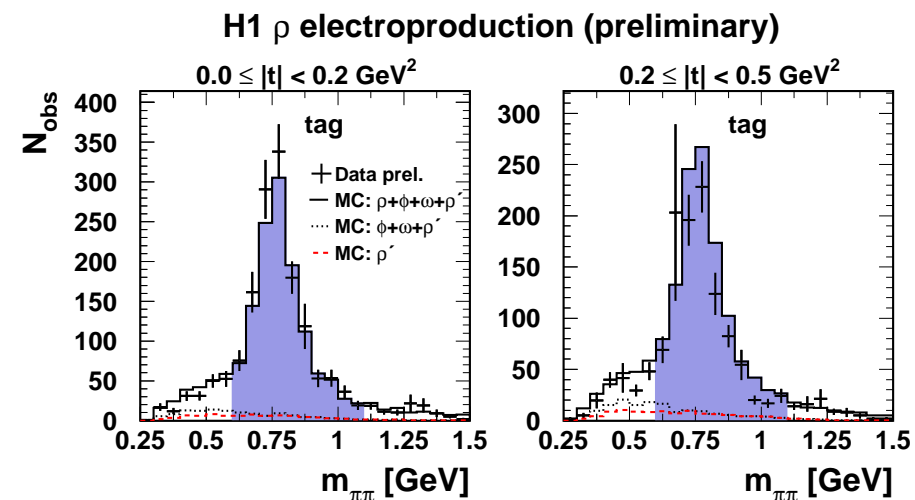 H1 ρ electroproduction (preliminary)
0.0 ≤ |t| < 0.2 GeV²
0.2 ≤ |t| < 0.5 GeV²
N_obs
400
350
300
250
200
150
100
50
0
tag
Data prel.
MC: ρ+φ+ω+ρ´
MC: φ+ω+ρ´
MC: ρ´
0.25 0.5 0.75 1 1.25 1.5
m_ππ [GeV]
300
250
200
150
100
50
0
tag
0.25 0.5 0.75 1 1.25 1.5
m_ππ [GeV]